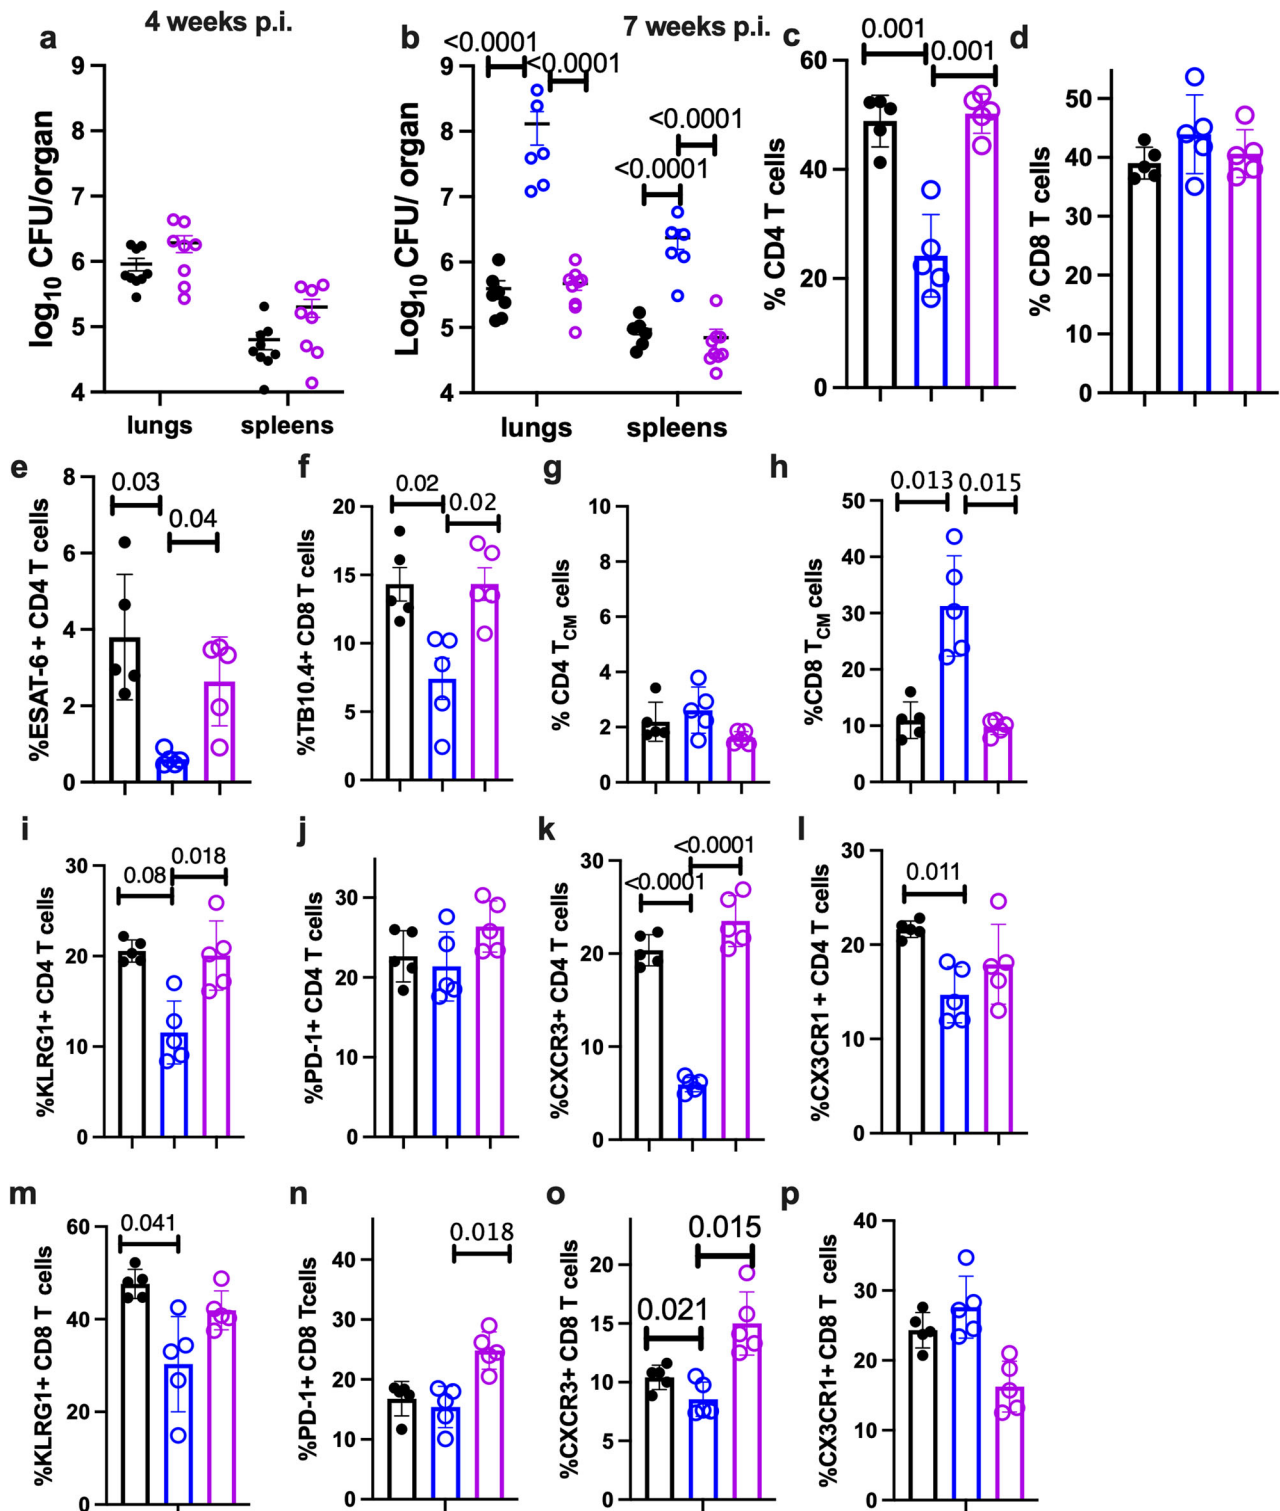 4 weeks p.i.
7 weeks p.i.
a
log10 CFU/organ
9
8
7
6
5
4
lungs
spleens
b
Log10 CFU/ organ
9
8
7
6
5
4
<0.0001
<0.0001
<0.0001
<0.0001
lungs
spleens
c
% CD4 T cells
60
40
20
0
0.001
0.001
d
% CD8 T cells
50
40
30
20
10
0
e
%ESAT-6 + CD4 T cells
8
6
4
2
0
0.03
0.04
f
%TB10.4+ CD8 T cells
20
15
10
5
0
0.02
0.02
g
% CD4 TCM cells
10
8
6
4
2
0
h
%CD8 TCM cells
50
40
30
20
10
0
0.013
0.015
i
%KLRG1+ CD4 T cells
30
20
10
0
0.08
0.018
j
%PD-1+ CD4 T cells
30
20
10
0
k
%CXCR3+ CD4 T cells
30
20
10
0
<0.0001
<0.0001
l
%CX3CR1 + CD4 T cells
30
20
10
0
0.011
m
%KLRG1+ CD8 T cells
60
40
20
0
0.041
n
%PD-1+ CD8 Tcells
40
30
20
10
0
0.018
o
%CXCR3+ CD8 T cells
20
15
10
5
0
0.021
0.015
p
%CX3CR1+ CD8 T cells
40
30
20
10
0